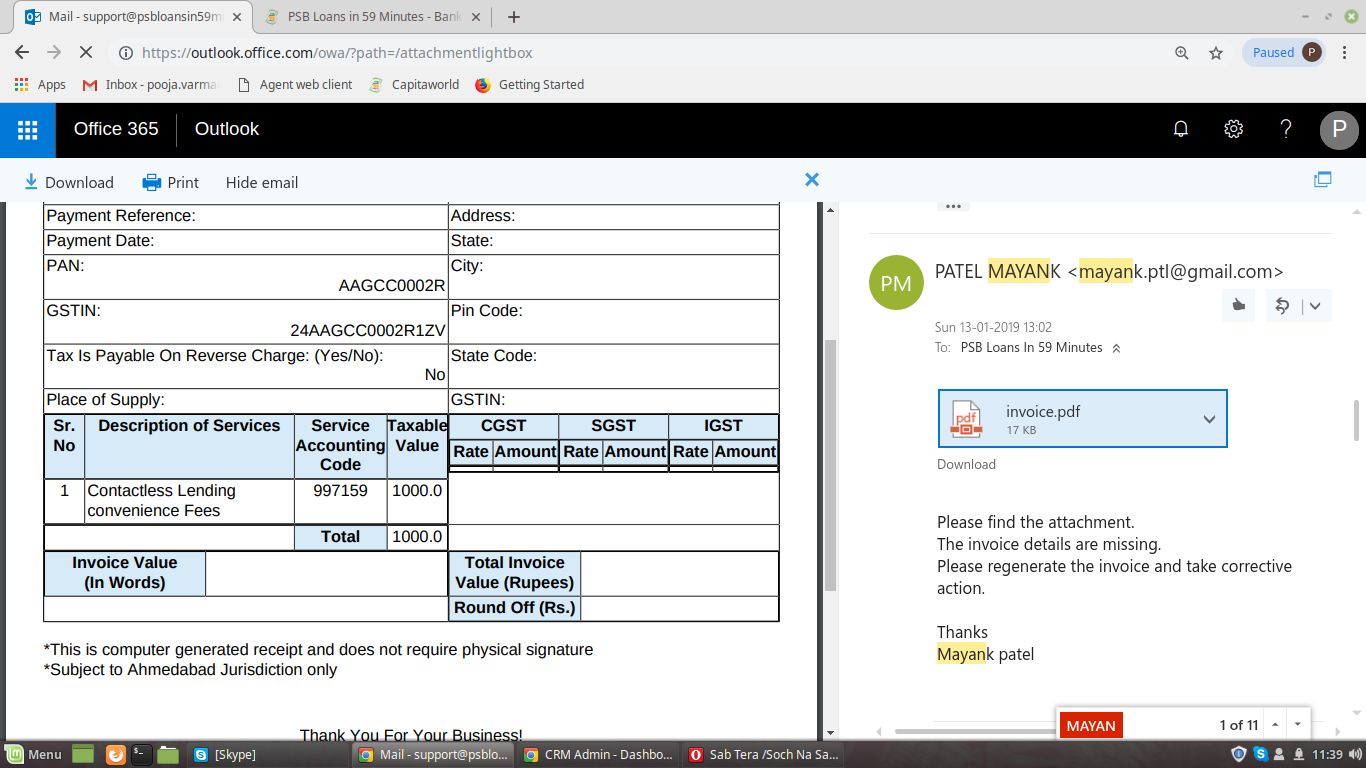 Mail - support@psbloansin59m
PSB Loans in 59 Minutes - Bank
https://outlook.office.com/owa/?path=/attachmentlightbox
Paused P
Apps
Inbox - pooja.varma
Agent web client
Capitaworld
Getting Started
Office 365
Outlook
?
P
Download
Print
Hide email
Payment Reference:
Address:
Payment Date:
State:
PAN:
City:
AAGCC0002R
GSTIN:
Pin Code:
24AAGCC0002R1ZV
Tax Is Payable On Reverse Charge: (Yes/No):
State Code:
No
Place of Supply:
GSTIN:
Sr. No
Description of Services
Service Accounting Code
Taxable Value
CGST
SGST
IGST
Rate Amount Rate Amount Rate Amount
1
Contactless Lending
convenience Fees
997159
1000.0
Total
1000.0
Invoice Value
(In Words)
Total Invoice
Value (Rupees)
Round Off (Rs.)
*This is computer generated receipt and does not require physical signature
*Subject to Ahmedabad Jurisdiction only
Thank You For Your Business!
PM
PATEL MAYANK <mayank.ptl@gmail.com>
Sun 13-01-2019 13:02
To: PSB Loans In 59 Minutes
pdf
invoice.pdf
17 KB
Download
Please find the attachment.
The invoice details are missing.
Please regenerate the invoice and take corrective
action.
Thanks
Mayank patel
MAYAN
1 of 11
Menu
[Skype]
Mail - support@psblo...
CRM Admin - Dashbo...
Sab Tera /Soch Na Sa...
11:39